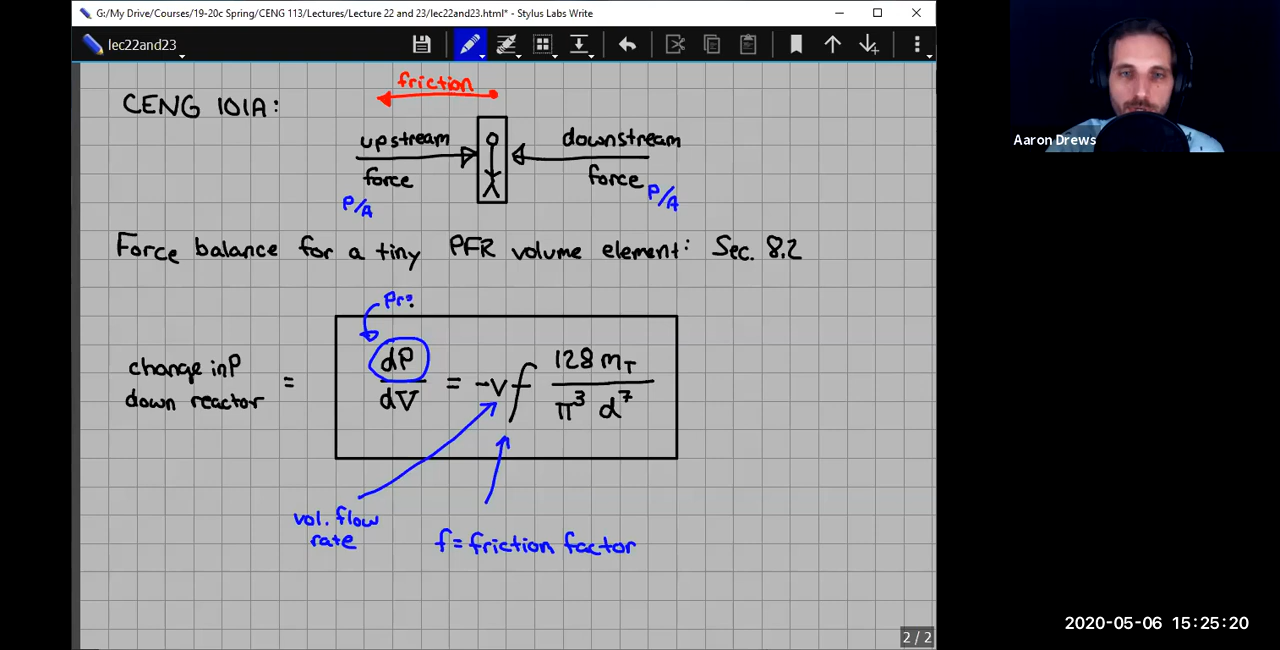 G:/My Drive/Courses/19-20c Spring/CENG 113/Lectures/Lecture 22 and 23/lec22and23.html* - Stylus Labs Write
lec22and23
friction
CENG 101A:
upstream
force
P/A
downstream
force
P/A
Force balance for a tiny PFR volume element: Sec. 8.2
change in P
down reactor
=
dP/dV = -v f 128 m_T / π³ d⁷
vol. flow
rate
f = friction factor
2 / 2
Aaron Drews
2020-05-06 15:25:20